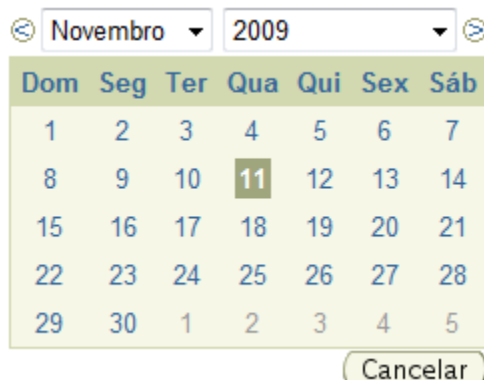 Novembro 2009
Dom Seg Ter Qua Qui Sex Sáb
1 2 3 4 5 6 7
8 9 10 11 12 13 14
15 16 17 18 19 20 21
22 23 24 25 26 27 28
29 30 1 2 3 4 5
Cancelar